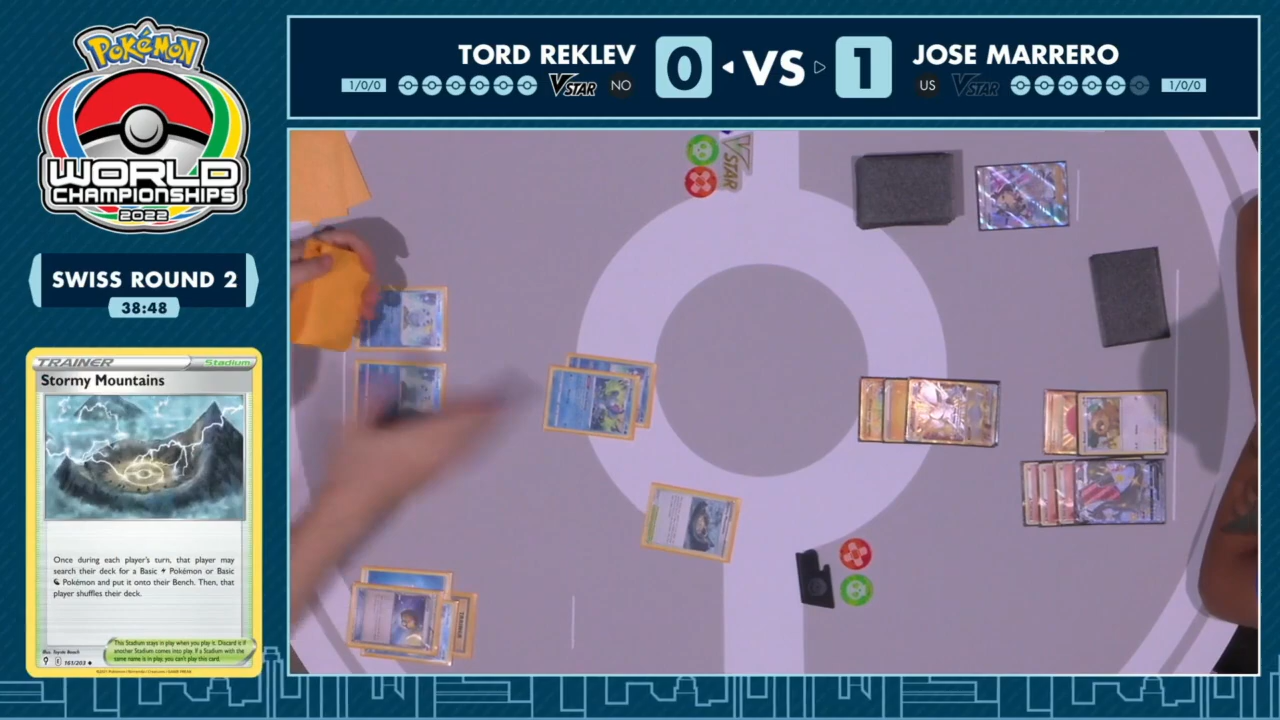 Pokémon
WORLD
CHAMPIONSHIPS
2022
TORD REKLEV
1/0/0
VSTAR
NO
0
VS
1
JOSE MARRERO
US
VSTAR
1/0/0
SWISS ROUND 2
38:48
TRAINER
Stadium
Stormy Mountains
Once during each player's turn, that player may
search their deck for a Basic Pokémon or Basic
Pokémon and put it onto their Bench. Then, that
player shuffles their deck.
This Stadium stays in play when you play it. Discard it if
another Stadium comes into play. If a Stadium with the
same name is in play, you can't play this card.
161/203
VSTAR